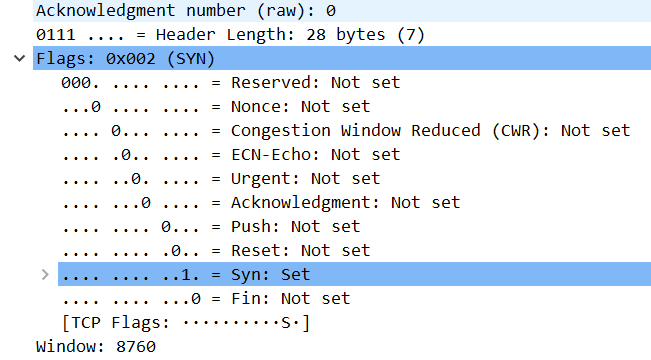 Acknowledgment number (raw): 0
0111 .... = Header Length: 28 bytes (7)
Flags: 0x002 (SYN)
000. .... .... = Reserved: Not set
...0 .... .... = Nonce: Not set
.... 0... .... = Congestion Window Reduced (CWR): Not set
.... .0.. .... = ECN-Echo: Not set
.... ..0. .... = Urgent: Not set
.... ...0 .... = Acknowledgment: Not set
.... .... 0... = Push: Not set
.... .... .0.. = Reset: Not set
.... .... ..1. = Syn: Set
.... .... ...0 = Fin: Not set
[TCP Flags: ··········S·]
Window: 8760